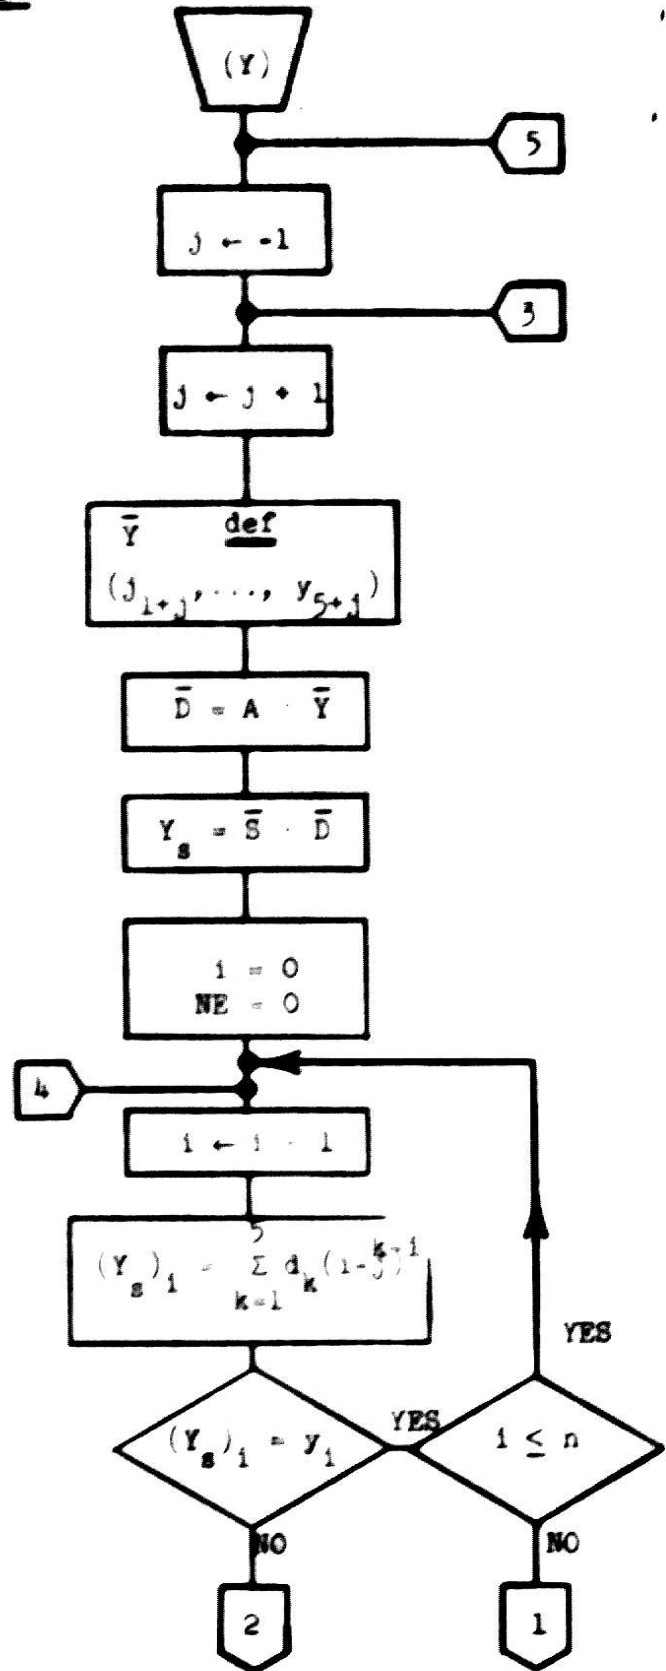 (Y)
5
j ← -1
3
j ← j + 1
Ȳ def
(j₁₊ⱼ, ..., y₅₊ⱼ)
D̄ = A · Ȳ
Yₛ = S̄ · D̄
i = 0
NE = 0
4
i ← i · 1
(Yₛ)ᵢ = Σ dₖ(i-j)ᵏ⁻¹
5
k=1
YES
(Yₛ)ᵢ = yᵢ
YES
i ≤ n
NO
NO
2
1